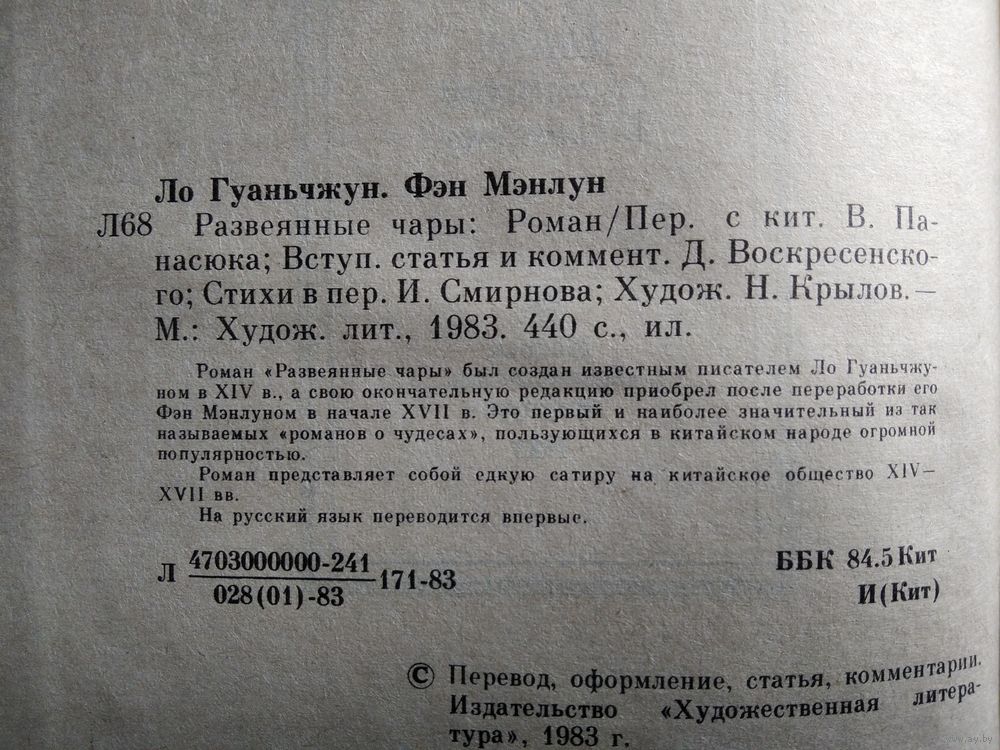 Ло Гуаньчжун. Фэн Мэнлун
Л68 Развеянные чары: Роман/Пер. с кит. В. Па-
насюка; Вступ. статья и коммент. Д. Воскресенско-
го; Стихи в пер. И. Смирнова; Худож. Н. Крылов.—
М.: Худож. лит., 1983. 440 с., ил.
Роман «Развеянные чары» был создан известным писателем Ло Гуаньчжу-
ном в XIV в., а свою окончательную редакцию приобрел после переработки его
Фэн Мэнлуном в начале XVII в. Это первый и наиболее значительный из так
называемых «романов о чудесах», пользующихся в китайском народе огромной
популярностью.
Роман представляет собой едкую сатиру на китайское общество XIV—
XVII вв.
На русский язык переводится впервые.
Л 4703000000-241
028(01)-83 171-83
ББК 84.5Кит
И(Кит)
© Перевод, оформление, статья, комментарии.
Издательство «Художественная литера-
тура», 1983 г.
www.ay.by